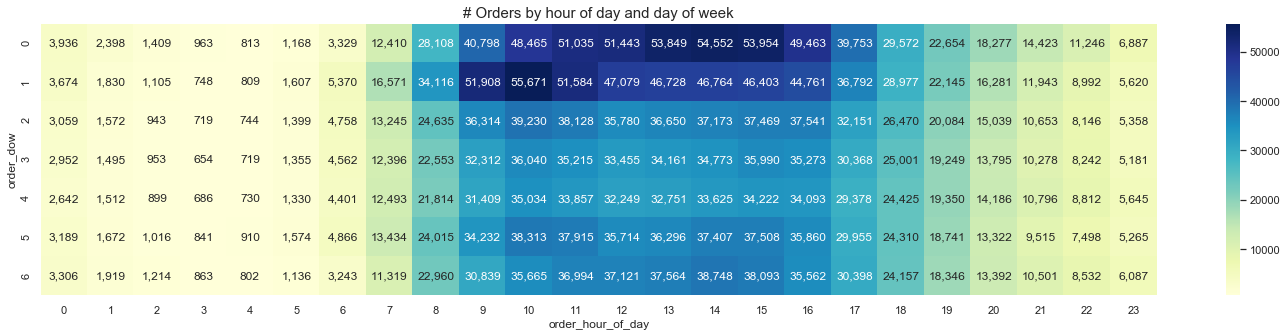 # Orders by hour of day and day of week
order_dow
0 3,936 2,398 1,409 963 813 1,168 3,329 12,410 28,108 40,798 48,465 51,035 51,443 53,849 54,552 53,954 49,463 39,753 29,572 22,654 18,277 14,423 11,246 6,887
1 3,674 1,830 1,105 748 809 1,607 5,370 16,571 34,116 51,908 55,671 51,584 47,079 46,728 46,764 46,403 44,761 36,792 28,977 22,145 16,281 11,943 8,992 5,620
2 3,059 1,572 943 719 744 1,399 4,758 13,245 24,635 36,314 39,230 38,128 35,780 36,650 37,173 37,469 37,541 32,151 26,470 20,084 15,039 10,653 8,146 5,358
3 2,952 1,495 953 654 719 1,355 4,562 12,396 22,553 32,312 36,040 35,215 33,455 34,161 34,773 35,990 35,273 30,368 25,001 19,249 13,795 10,278 8,242 5,181
4 2,642 1,512 899 686 730 1,330 4,401 12,493 21,814 31,409 35,034 33,857 32,249 32,751 33,625 34,222 34,093 29,378 24,425 19,350 14,186 10,796 8,812 5,645
5 3,189 1,672 1,016 841 910 1,574 4,866 13,434 24,015 34,232 38,313 37,915 35,714 36,296 37,407 37,508 35,860 29,955 24,310 18,741 13,322 9,515 7,498 5,265
6 3,306 1,919 1,214 863 802 1,136 3,243 11,319 22,960 30,839 35,665 36,994 37,121 37,564 38,748 38,093 35,562 30,398 24,157 18,346 13,392 10,501 8,532 6,087
0 1 2 3 4 5 6 7 8 9 10 11 12 13 14 15 16 17 18 19 20 21 22 23
order_hour_of_day
50000
40000
30000
20000
10000